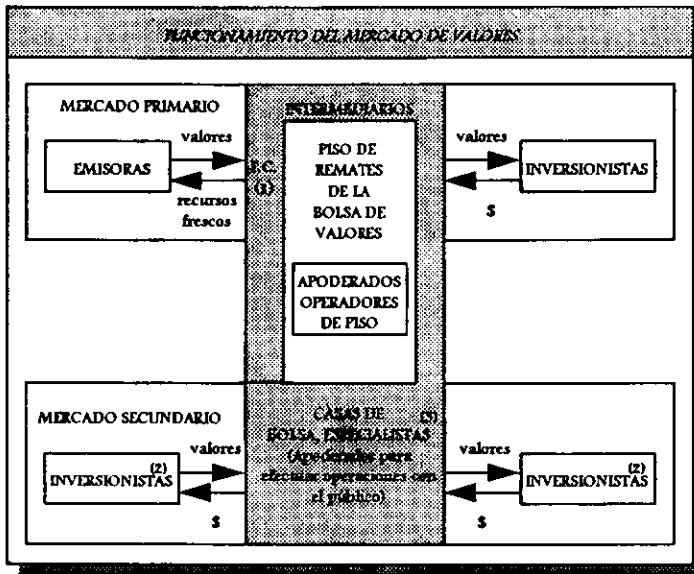 FUNCIONAMIENTO DEL MERCADO DE VALORES
MERCADO PRIMARIO
valores
EMISORAS
recursos
frescos
INTERMEDIARIOS
F.C.
(1)
PISO DE
REMATES
DE LA
BOLSA DE
VALORES
APODERADOS
OPERADORES
DE PISO
valores
INVERSIONISTAS
$
MERCADO SECUNDARIO
valores
(2)
INVERSIONISTAS
$
CASAS DE (3)
BOLSA, ESPECIALISTAS
(Apoderados para
efectuar operaciones con
el público)
valores
(2)
INVERSIONISTAS
$